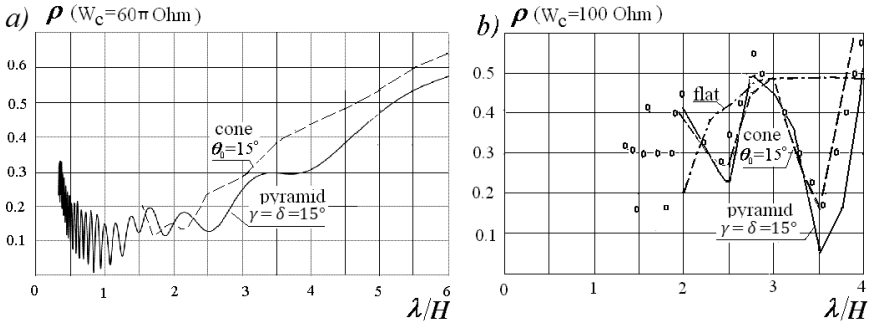 a) ρ (Wc=60π Ohm)
0.6
0.5
0.4
0.3
0.2
0.1
cone
θ0=15°
pyramid
γ = δ =15°
0 1 2 3 4 5 6
λ/H
b) ρ (Wc=100 Ohm)
0.5
0.4
0.3
0.2
0.1
flat
cone
θ0=15°
pyramid
γ = δ =15°
0 1 2 3 4
λ/H